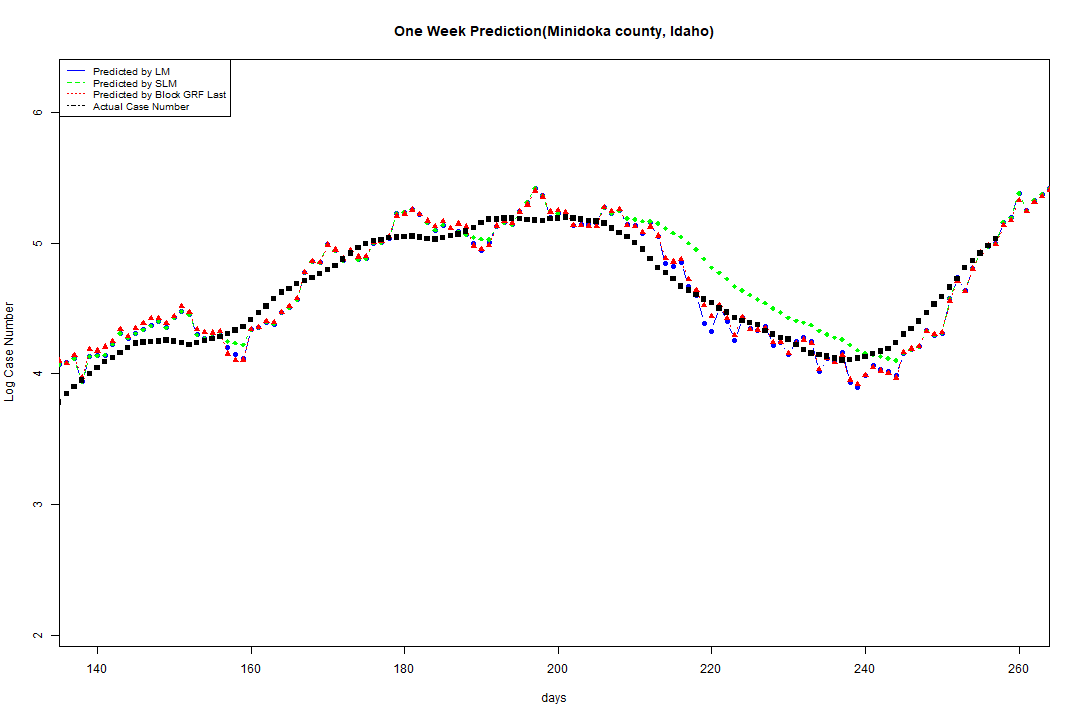 One Week Prediction(Minidoka county, Idaho)
Predicted by LM
Predicted by SLM
Predicted by Block GRF Last
Actual Case Number
6
5
4
3
2
Log Case Number
140 160 180 200 220 240 260
days